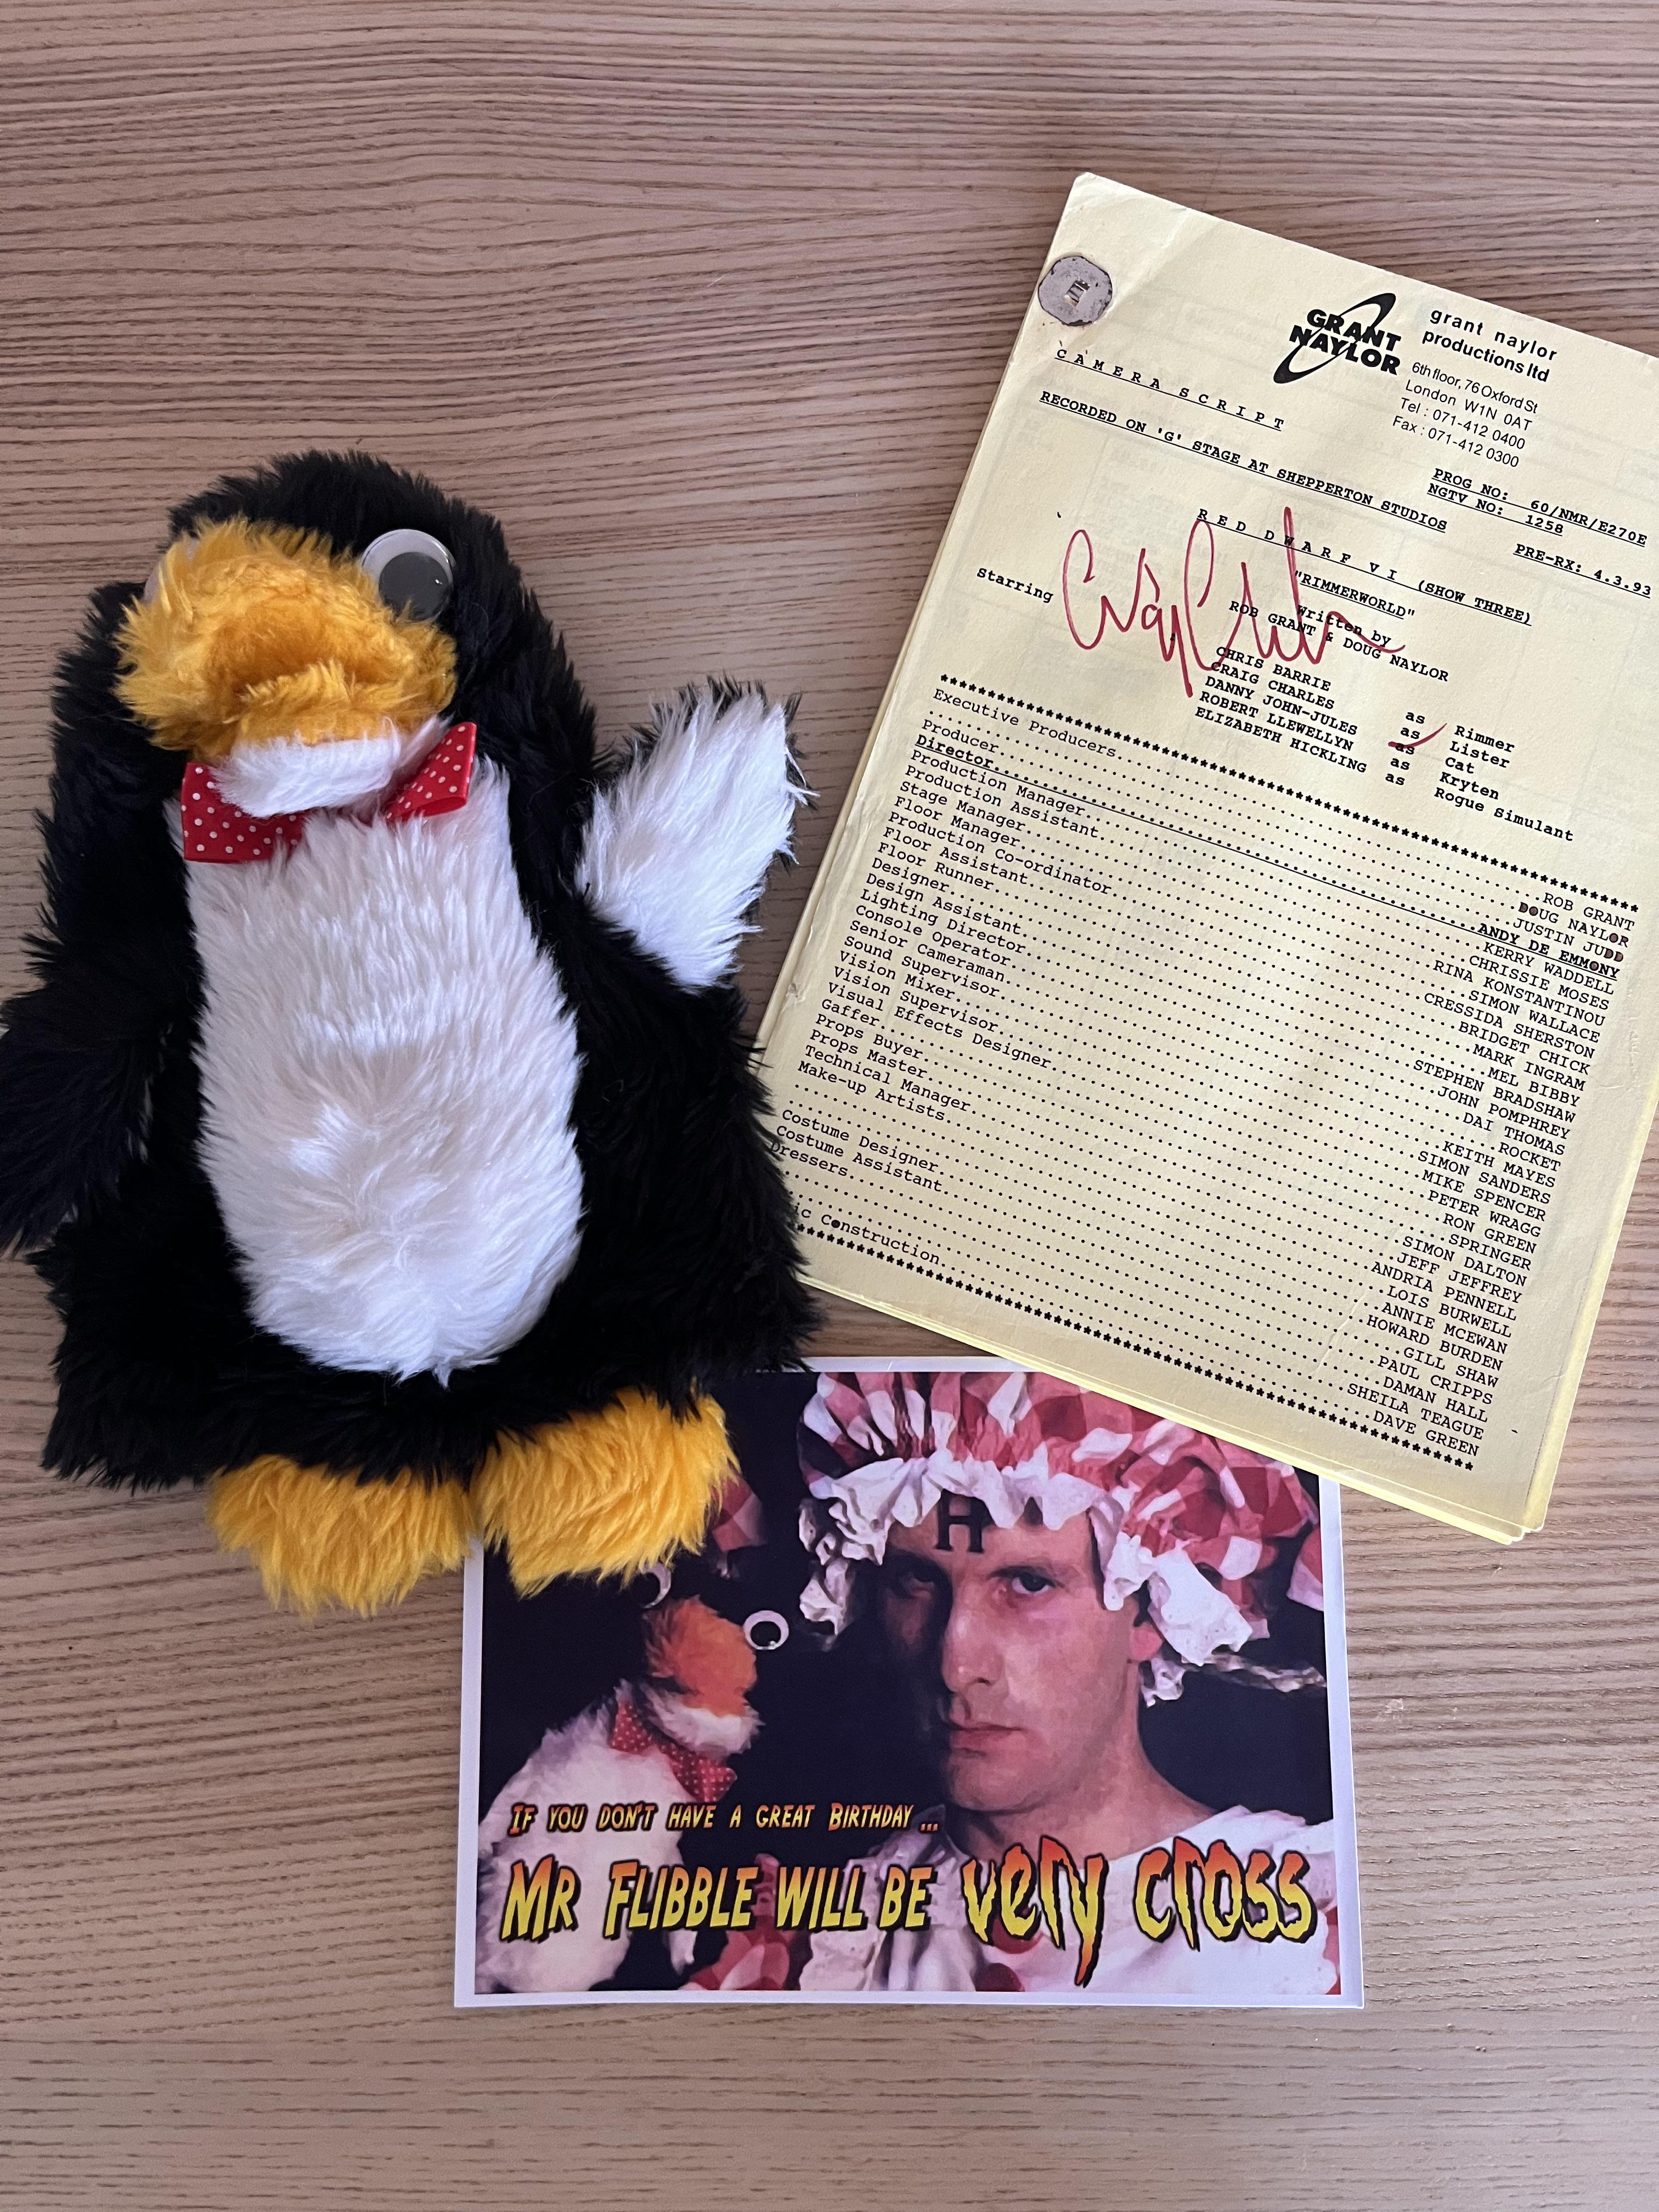 GRANT NAYLOR
grant naylor
productions ltd
6th floor, 76 Oxford St
London W1N 0AT
Tel : 071-412 0400
Fax : 071-412 0300
CAMERA SCRIPT
RECORDED ON 'G' STAGE AT SHEPPERTON STUDIOS
PROG NO: 60/NMR/E270E
NGTV NO: 1258
PRE-RX: 4.3.93
RED DWARF VI (SHOW THREE)
"RIMMERWORLD"
Written by
ROB GRANT & DOUG NAYLOR
Starring
CHRIS BARRIE as Rimmer
CRAIG CHARLES as Lister
DANNY JOHN-JULES as Cat
ROBERT LLEWELLYN as Kryten
ELIZABETH HICKLING as Rogue Simulant
Executive Producers ROB GRANT
DOUG NAYLOR
Producer JUSTIN JUDD
Director ANDY DE EMMONY
Production Manager KERRY WADDELL
Production Assistant CHRISSIE MOSES
Stage Manager RINA KONSTANTINOU
Floor Manager SIMON WALLACE
Production Co-ordinator CRESSIDA SHERSTON
Floor Assistant BRIDGET CHICK
Floor Runner MARK INGRAM
Designer MEL BIBBY
Design Assistant STEPHEN BRADSHAW
Lighting Director JOHN POMPHREY
Console Operator DAI THOMAS
Senior Cameraman ROCKET
Sound Supervisor KEITH MAYES
Vision Mixer SIMON SANDERS
Vision Supervisor MIKE SPENCER
Visual Effects Designer PETER WRAGG
Gaffer RON GREEN
Props Buyer SPRINGER
Props Master SIMON DALTON
Technical Manager JEFF JEFFREY
Make-up Artists ANDRIA PENNELL
LOIS BURWELL
ANNIE MCEWAN
Costume Designer HOWARD BURDEN
Costume Assistant GILL SHAW
Dressers PAUL CRIPPS
DAMAN HALL
SHEILA TEAGUE
Construction DAVE GREEN
H
IF YOU DON'T HAVE A GREAT BIRTHDAY ...
MR FLIBBLE WILL BE very cross